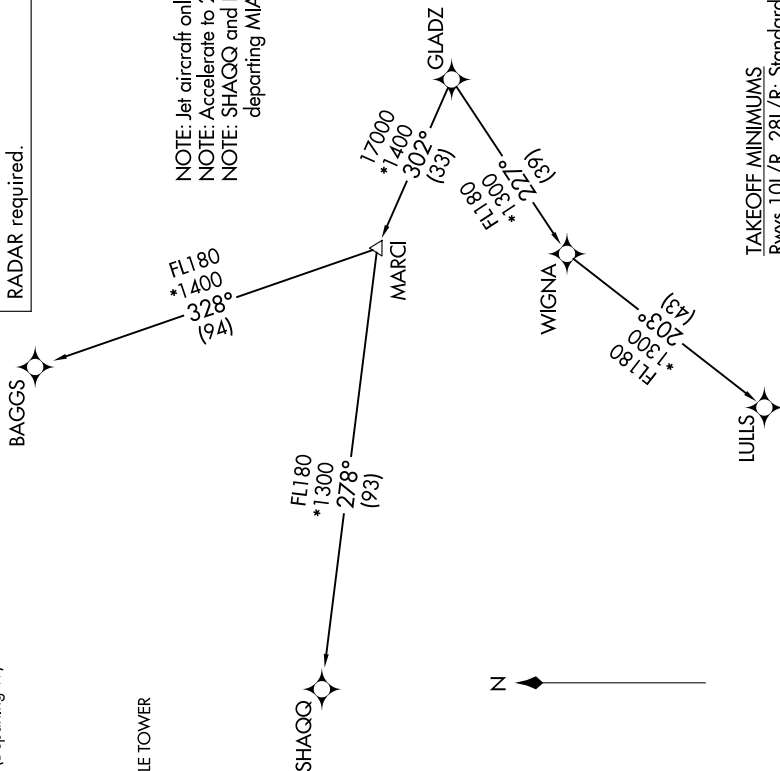 RADAR required.
NOTE: Jet aircraft onl
NOTE: Accelerate to 2
NOTE: SHAQQ and
departing MIA
GLADZ
17000
*1400
302°
(33)
FL180
*1300
227°
(39)
MARCI
FL180
*1400
328°
(94)
BAGGS
WIGNA
FL180
*1300
203°
(43)
LULLS
FL180
*1300
278°
(93)
SHAQQ
N
LE TOWER
TAKEOFF MINIMUMS
Rwys 10L/R, 28L/R: Standard